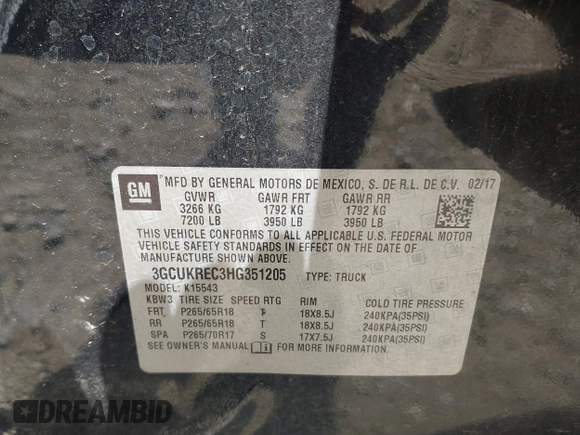 GM
MFD BY GENERAL MOTORS DE MEXICO, S. DE R.L. DE C.V. 02/17
GVWR GAWR FRT GAWR RR
3266 KG 1792 KG 1792 KG
7200 LB 3950 LB 3950 LB
THIS VEHICLE CONFORMS TO ALL APPLICABLE U.S. FEDERAL MOTOR
VEHICLE SAFETY STANDARDS IN EFFECT ON THE DATE OF
MANUFACTURE SHOWN ABOVE.
3GCUKREC3HG351205 TYPE: TRUCK
MODEL: K15543
KBW3 TIRE SIZE SPEED RTG RIM COLD TIRE PRESSURE
FRT P265/65R18 T 18X8.5J 240KPA(35PSI)
RR P265/65R18 T 18X8.5J 240KPA(35PSI)
SPA P265/70R17 S 17X7.5J 240KPA(35PSI)
SEE OWNER'S MANUAL FOR MORE INFORMATION.
DREAMBID